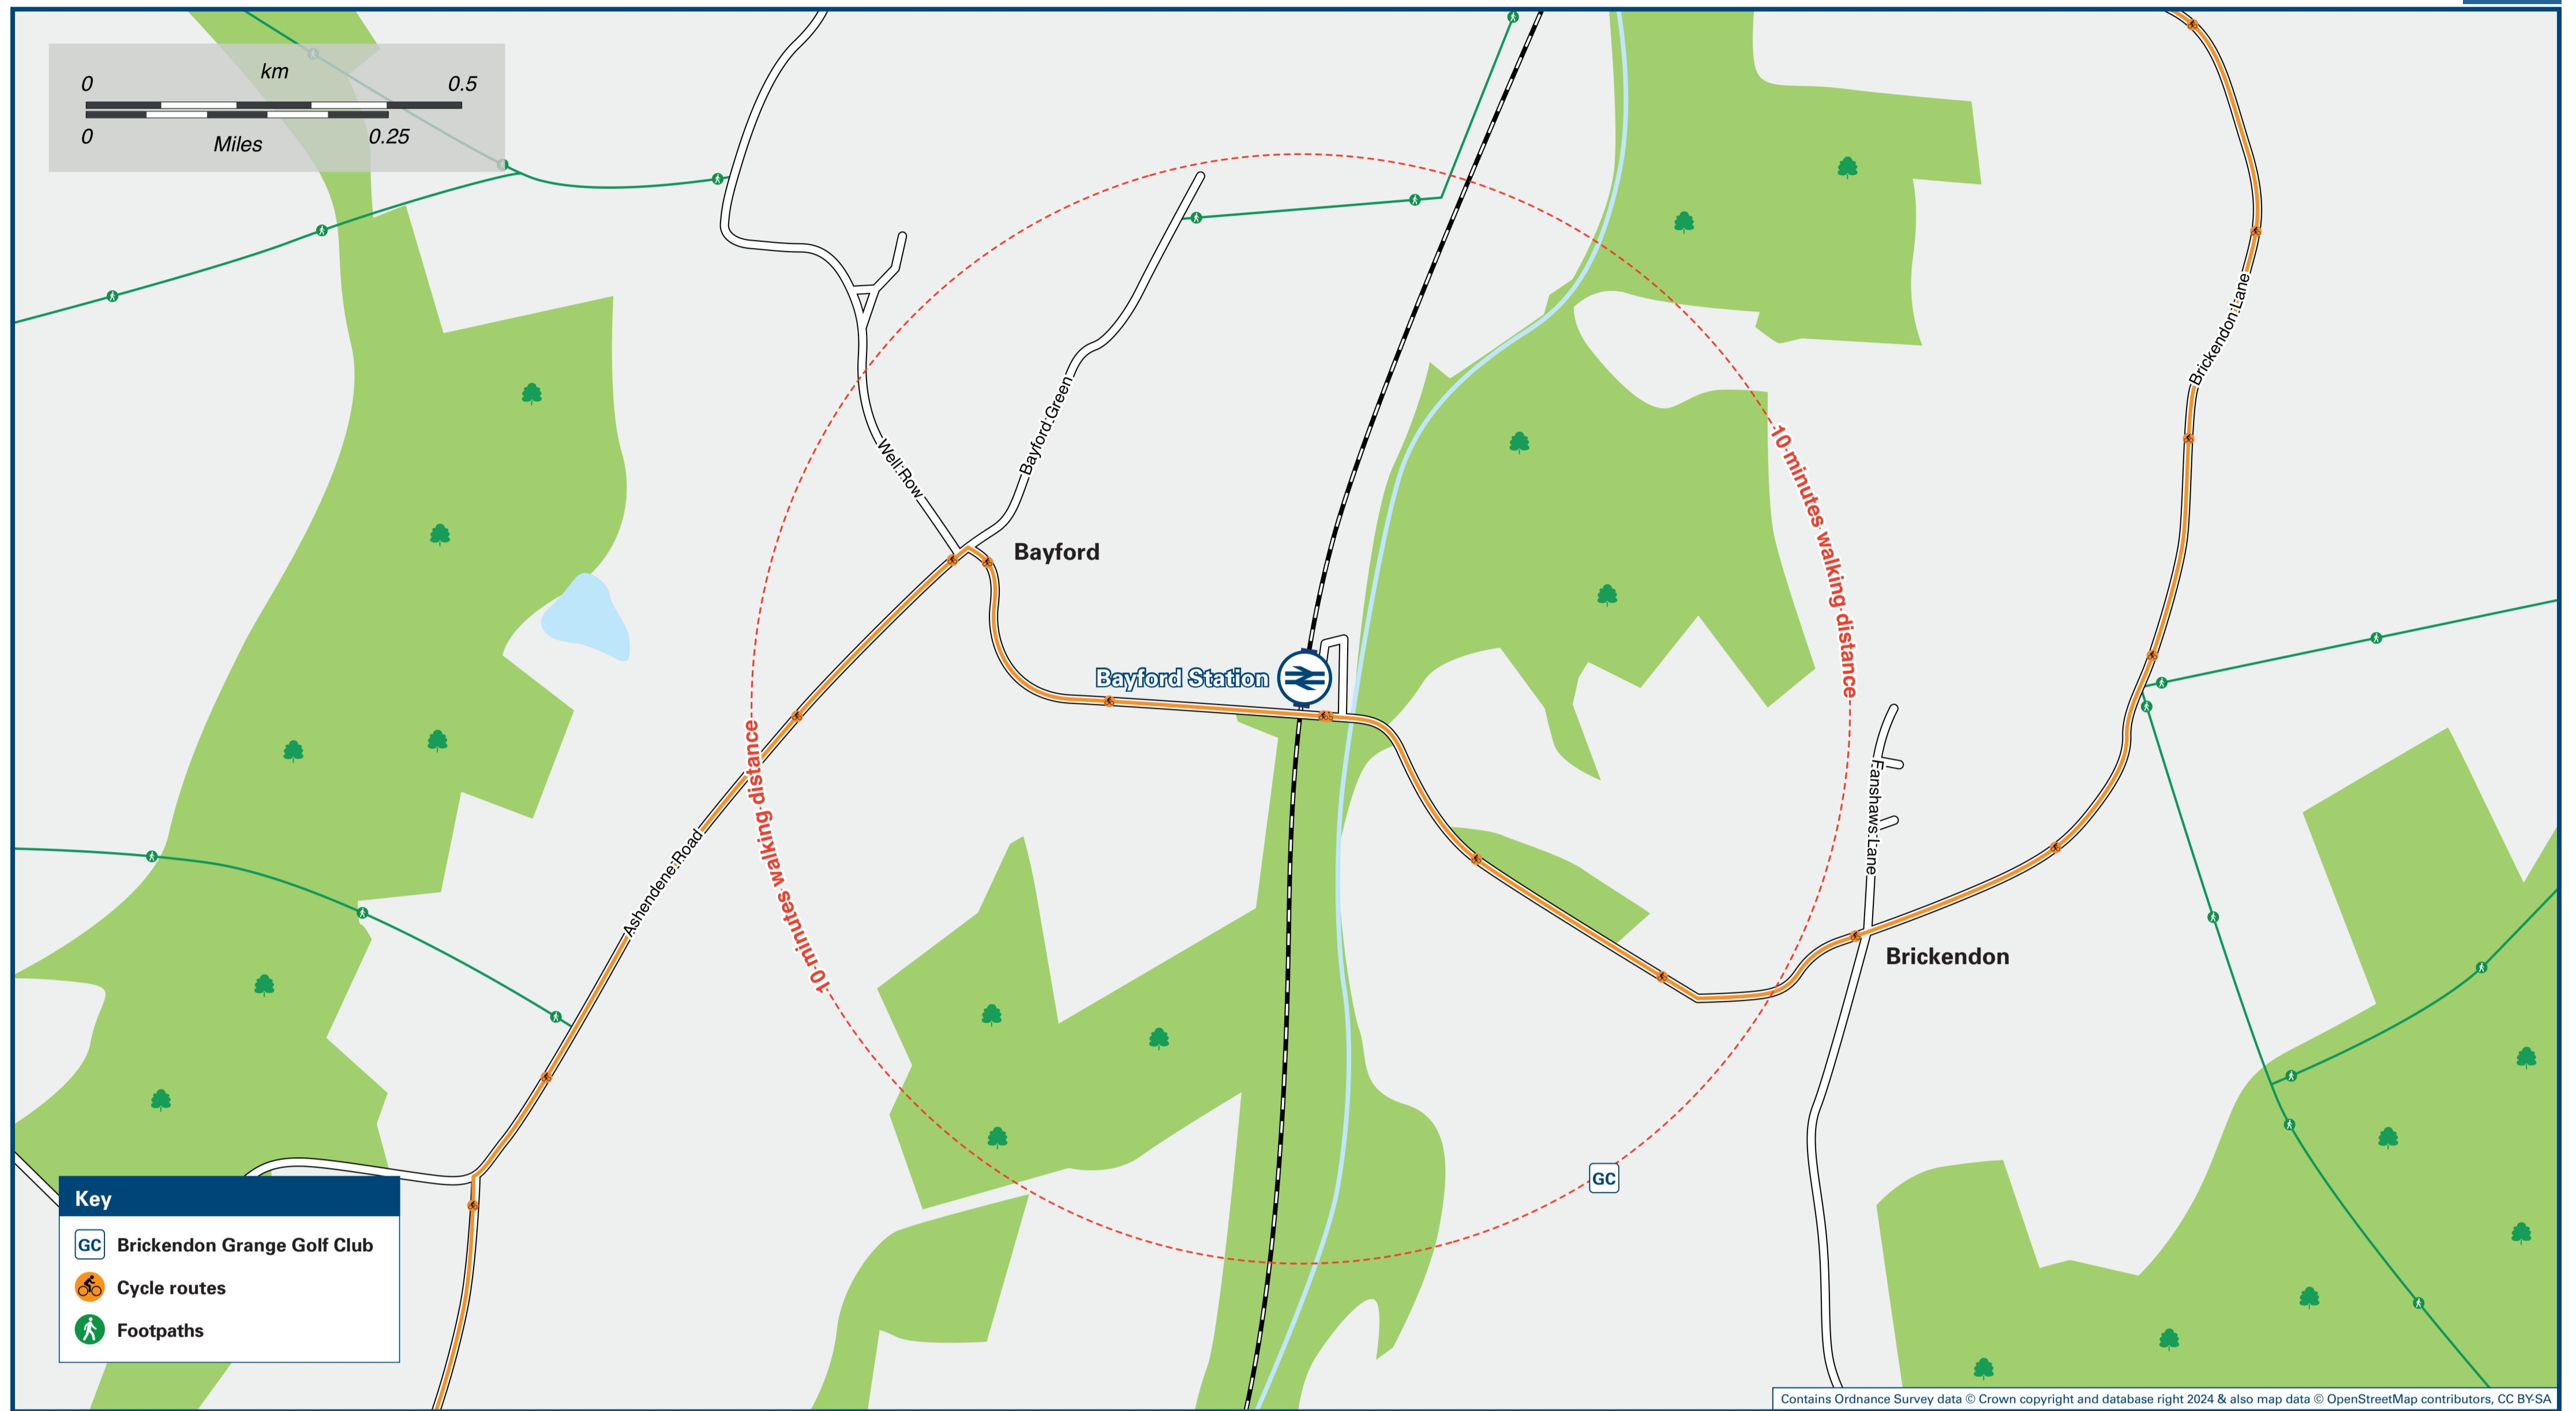 km
0 0.5
0 0.25
Miles
Brickendon Lane
10 minutes walking distance
Bayford Green
Well Row
Bayford
Bayford Station
10 minutes walking distance
Fanshaws Lane
Ashendene Road
Brickendon
GC
Key
GC Brickendon Grange Golf Club
Cycle routes
Footpaths
Contains Ordnance Survey data © Crown copyright and database right 2024 & also map data © OpenStreetMap contributors, CC BY-SA